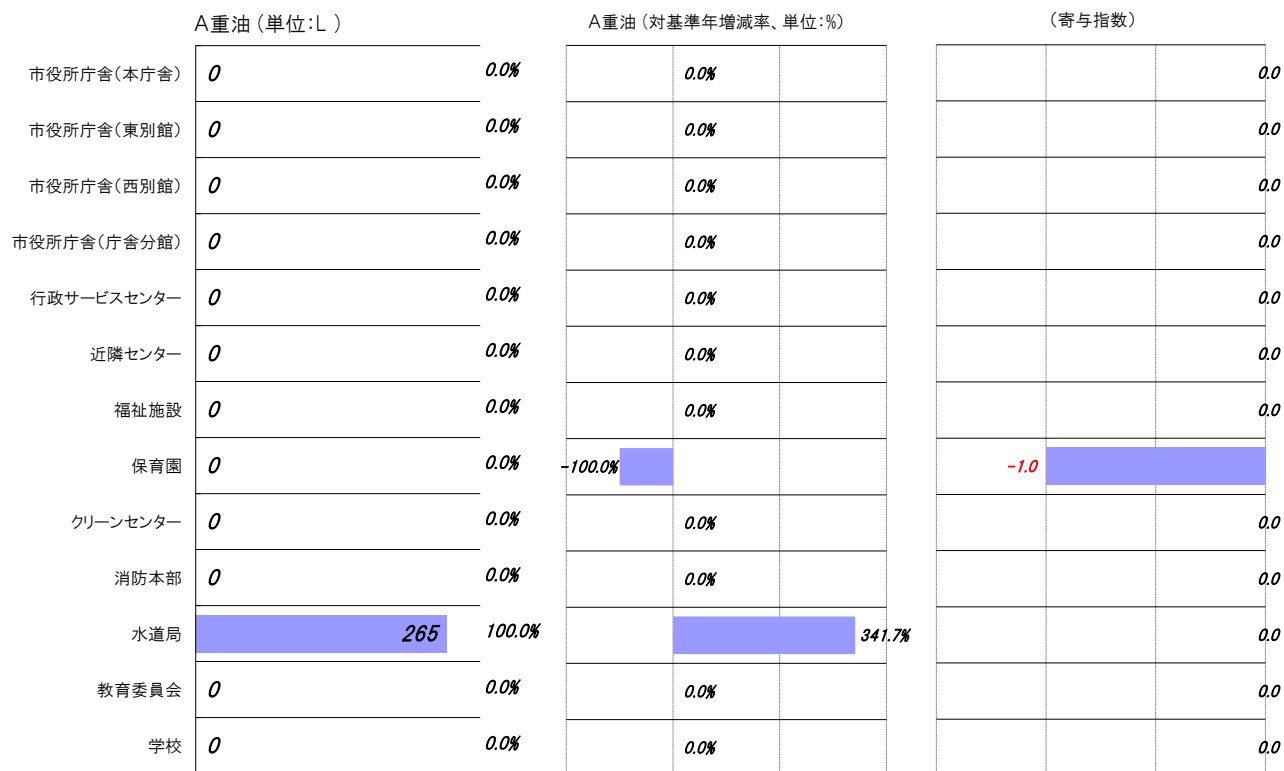 A重油（単位:L ） A重油（対基準年増減率、単位:%） （寄与指数）
市役所庁舎（本庁舎） 0 0.0% 0.0% 0.0
市役所庁舎（東別館） 0 0.0% 0.0% 0.0
市役所庁舎（西別館） 0 0.0% 0.0% 0.0
市役所庁舎（庁舎分館） 0 0.0% 0.0% 0.0
行政サービスセンター 0 0.0% 0.0% 0.0
近隣センター 0 0.0% 0.0% 0.0
福祉施設 0 0.0% 0.0% 0.0
保育園 0 0.0% -100.0% -1.0
クリーンセンター 0 0.0% 0.0% 0.0
消防本部 0 0.0% 0.0% 0.0
水道局 265 100.0% 341.7% 0.0
教育委員会 0 0.0% 0.0% 0.0
学校 0 0.0% 0.0% 0.0